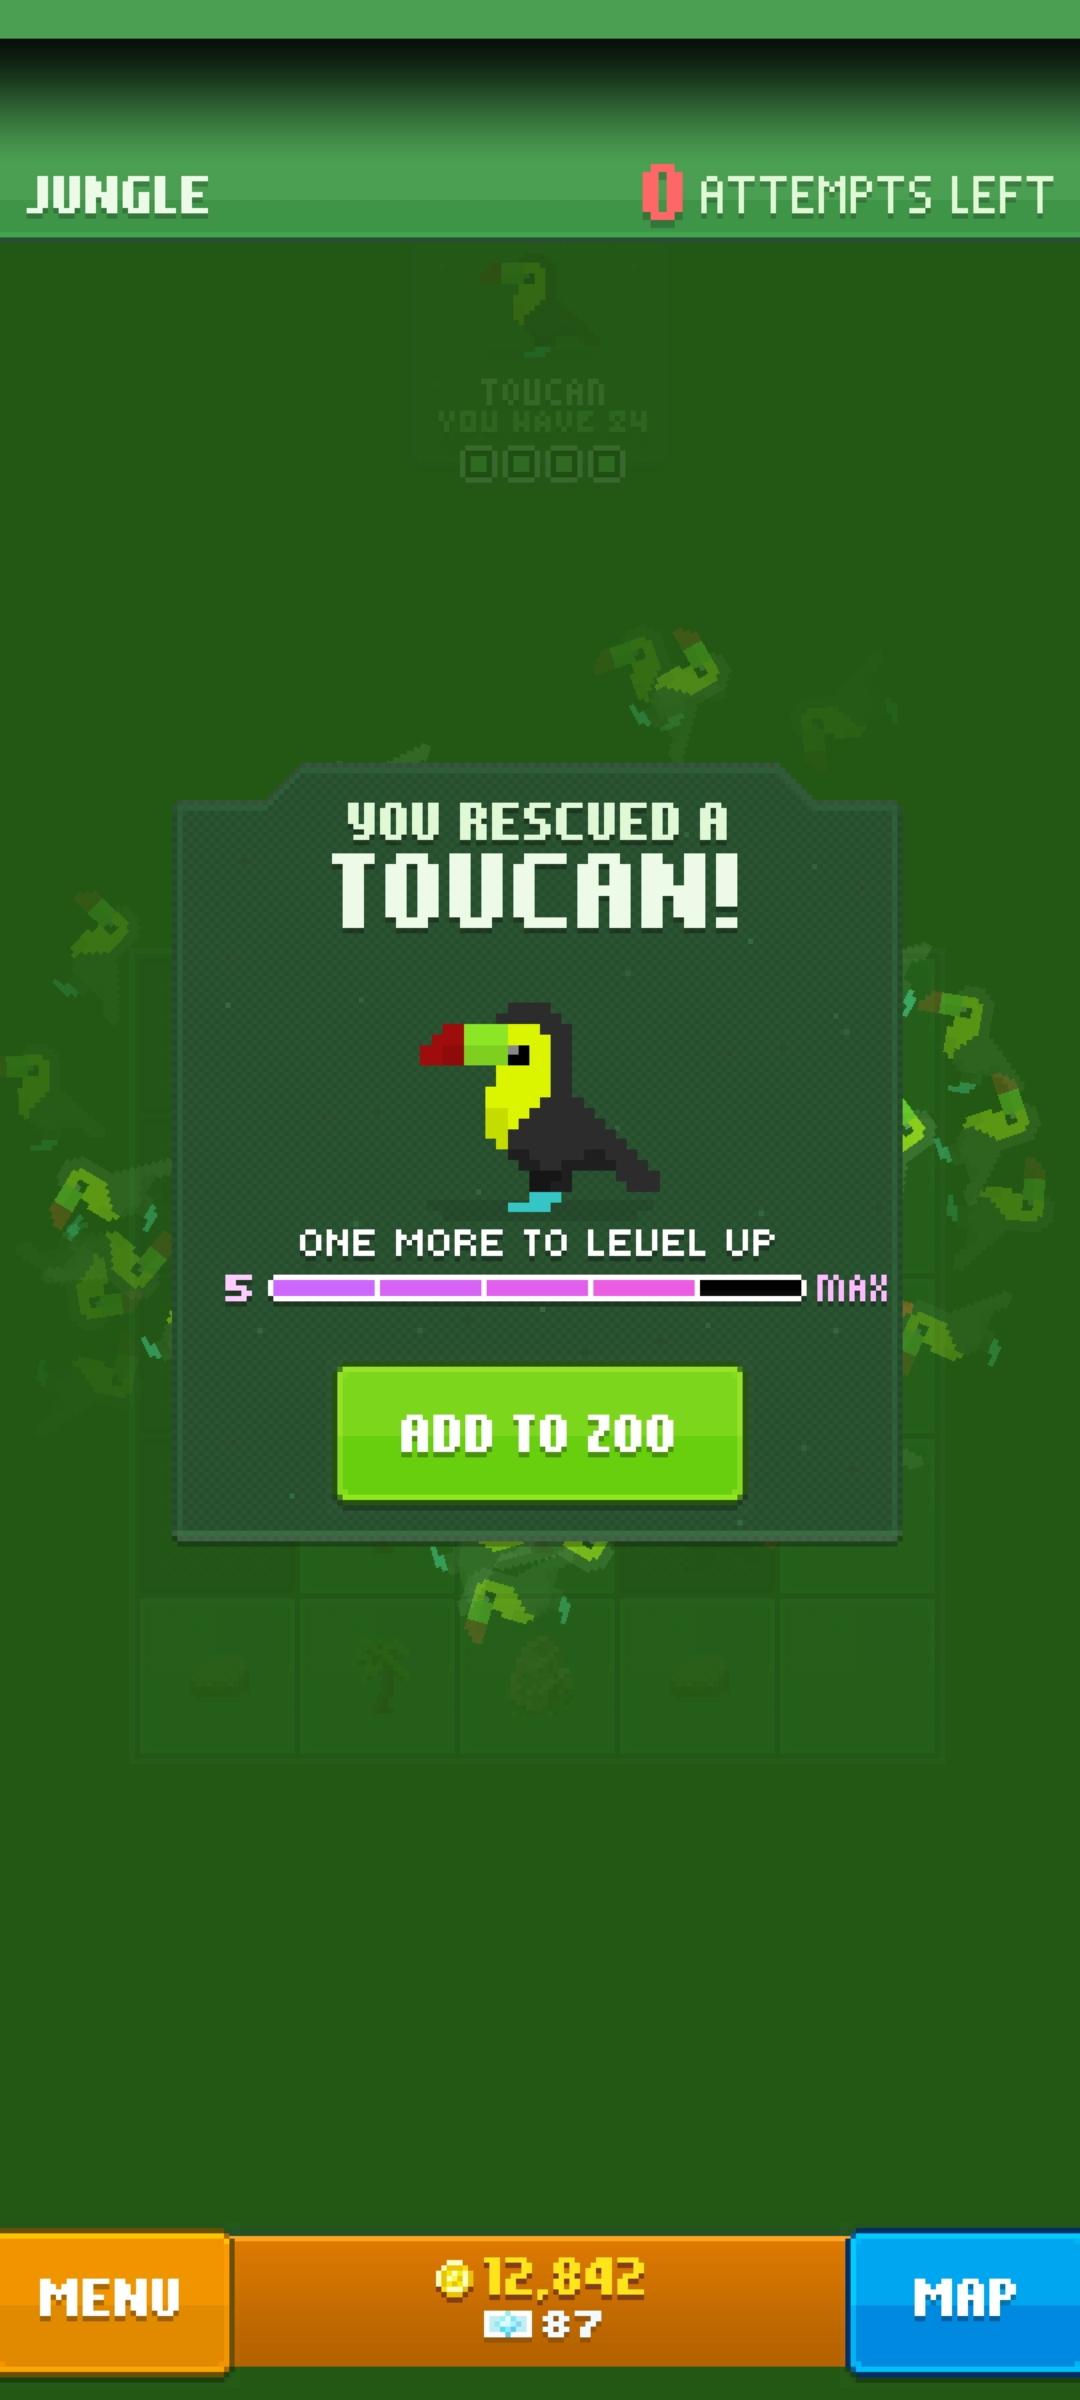 JUNGLE
0 ATTEMPTS LEFT
TOUCAN
YOU HAVE 24
YOU RESCUED A
TOUCAN!
ONE MORE TO LEVEL UP
5 MAX
ADD TO ZOO
MENU
12,842
87
MAP